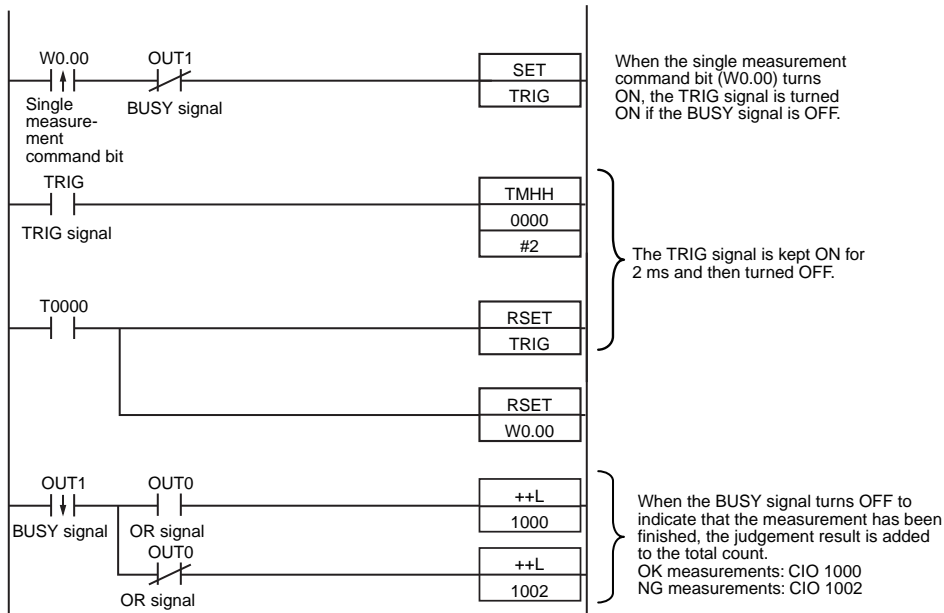 W0.00
OUT1
SET
TRIG
Single
measure-
ment
command bit
BUSY signal
When the single measurement
command bit (W0.00) turns
ON, the TRIG signal is turned
ON if the BUSY signal is OFF.
TRIG
TRIG signal
TMHH
0000
#2
The TRIG signal is kept ON for
2 ms and then turned OFF.
T0000
RSET
TRIG
RSET
W0.00
OUT1
OUT0
BUSY signal
OR signal
++L
1000
OUT0
OR signal
++L
1002
When the BUSY signal turns OFF to
indicate that the measurement has been
finished, the judgement result is added
to the total count.
OK measurements: CIO 1000
NG measurements: CIO 1002